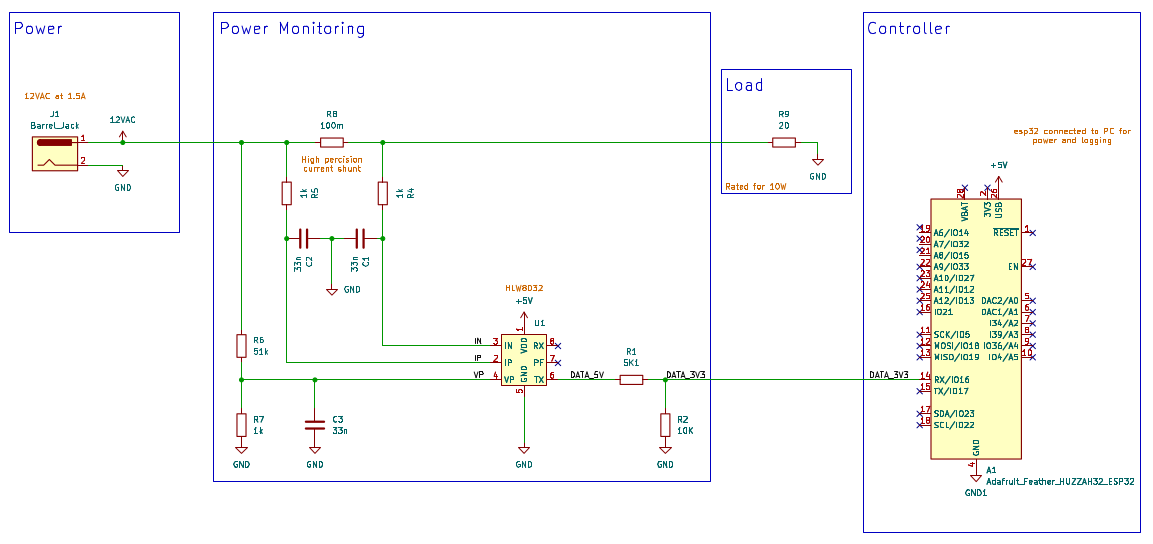 Power
12VAC at 1.5A
J1
Barrel_Jack
1
2
12VAC
GND
Power Monitoring
R8
100m
High percision
current shunt
1k
R5
1k
R4
33n
C2
33n
C1
GND
R6
51k
R7
1k
GND
C3
33n
GND
HLW8032
+5V
U1
1
IN
3
IN
VDD
RX
8
IP
2
IP
PF
7
VP
4
VP
GND
TX
6
5
GND
DATA_5V
R1
5K1
DATA_3V3
R2
10K
GND
Load
R9
20
GND
Rated for 10W
Controller
esp32 connected to PC for
power and logging
+5V
28
VBAT
2
3V3
26
USB
19
A6/IO14
20
A7/IO32
21
A8/IO15
22
A9/IO33
23
A10/IO27
24
A11/IO12
25
A12/IO13
16
IO21
11
SCK/IO5
12
MOSI/IO18
13
MISO/IO19
DATA_3V3
14
RX/IO16
15
TX/IO17
17
SDA/IO23
18
SCL/IO22
RESET
1
EN
27
DAC2/A0
5
DAC1/A1
6
I34/A2
7
I39/A3
8
IO36/A4
9
IO4/A5
10
GND
4
GND1
A1
Adafruit_Feather_HUZZAH32_ESP32